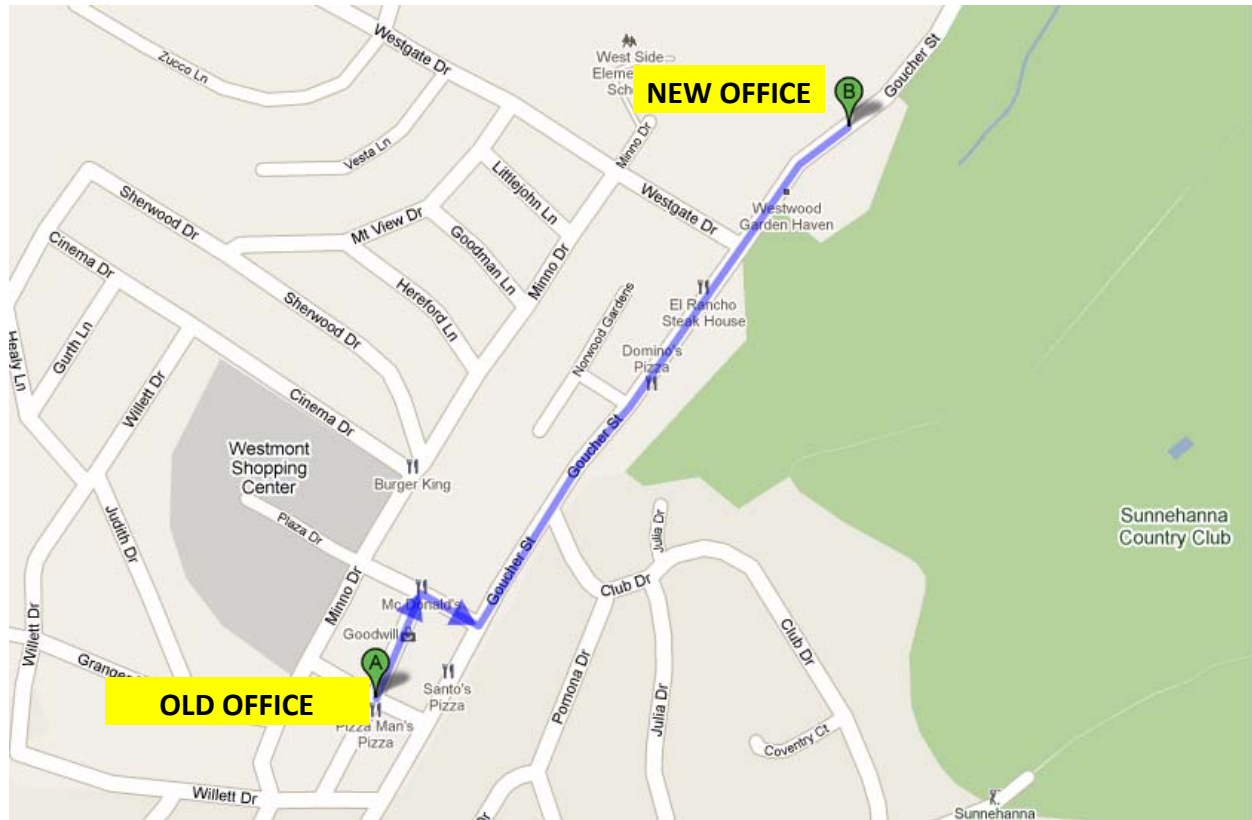 Westgate Dr
Zucco Ln
West Side
Elementary
Sch
NEW OFFICE
B
Goucher St
Minno Dr
Vesta Ln
Littlejohn Ln
Westgate Dr
Westwood
Garden Haven
Sherwood Dr
Mt View Dr
Goodman Ln
Minno Dr
Cinema Dr
Hereford Ln
Sherwood Dr
El Rancho
Steak House
Norwood Gardens
Domino's
Pizza
Healy Ln
Gurth Ln
Willett Dr
Cinema Dr
Goucher St
Westmont
Shopping
Center
Burger King
Judith Dr
Plaza Dr
Julia Dr
Sunnehanna
Country Club
Goucher St
Minno Dr
Mc Donald's
Club Dr
Goodwill
Willett Dr
Club Dr
Granger
A
Santo's
Pizza
OLD OFFICE
Pizza Man's
Pizza
Pomona Dr
Julia Dr
Coventry Ct
Willett Dr
Dr
Sunnehanna